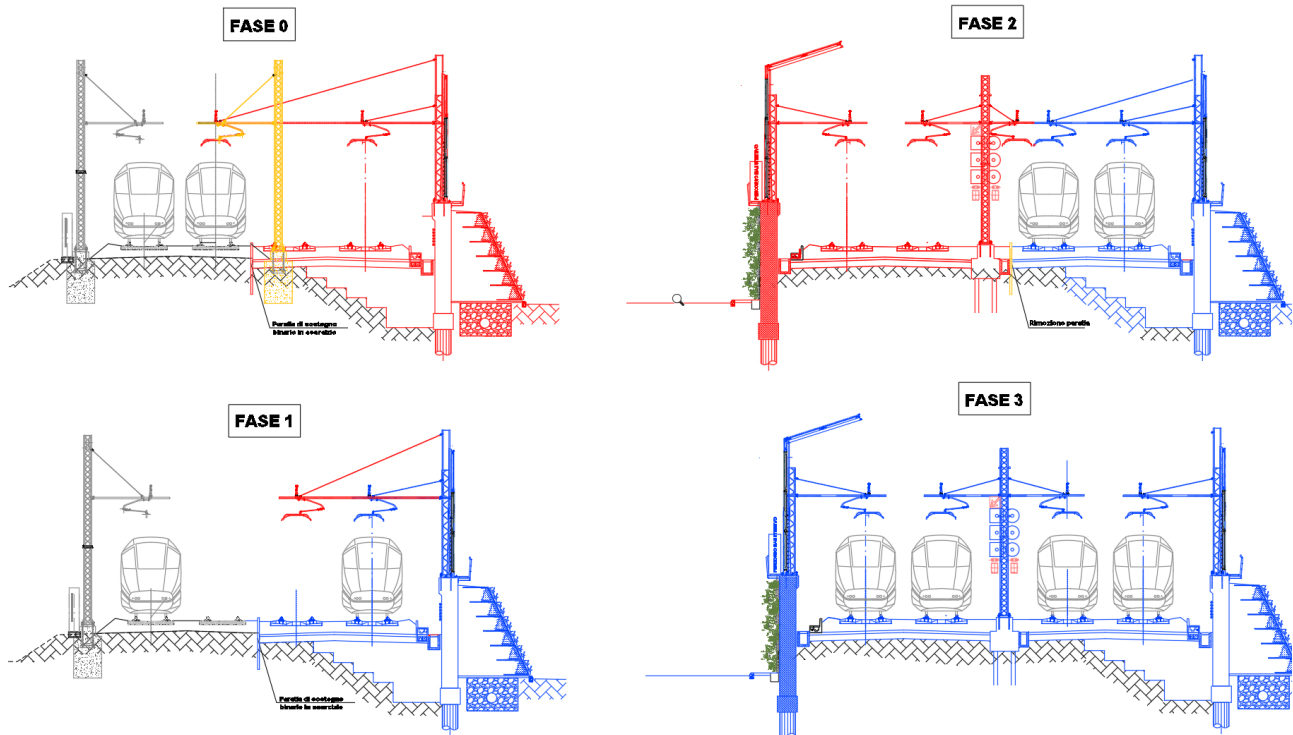 FASE 0
FASE 2
Paratia di sostegno
binario in esercizio
Rimozione paratia
FASE 1
FASE 3
Paratia di sostegno
binario in esercizio